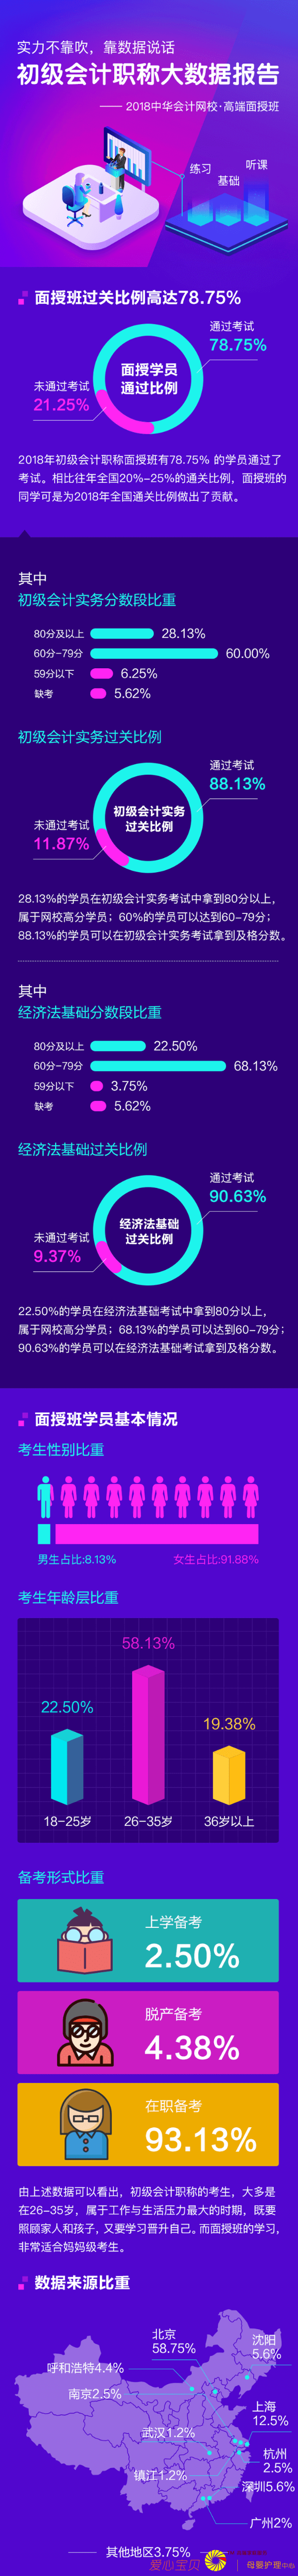 实力不靠吹，靠数据说话
初级会计职称大数据报告
—— 2018中华会计网校·高端面授班
练习
基础
听课
面授班过关比例高达78.75%
通过考试
78.75%
面授学员
通过比例
未通过考试
21.25%
2018年初级会计职称面授班有78.75% 的学员通过了
考试。相比往年全国20%-25%的通关比例，面授班的
同学可是为2018年全国通关比例做出了贡献。
其中
初级会计实务分数段比重
80分及以上 28.13%
60分-79分 60.00%
59分以下 6.25%
缺考 5.62%
初级会计实务过关比例
通过考试
88.13%
初级会计实务
过关比例
未通过考试
11.87%
28.13%的学员在初级会计实务考试中拿到80分以上，
属于网校高分学员；60%的学员可以达到60-79分；
88.13%的学员可以在初级会计实务考试拿到及格分数。
其中
经济法基础分数段比重
80分及以上 22.50%
60分-79分 68.13%
59分以下 3.75%
缺考 5.62%
经济法基础过关比例
通过考试
90.63%
经济法基础
过关比例
未通过考试
9.37%
22.50%的学员在经济法基础考试中拿到80分以上，
属于网校高分学员；68.13%的学员可以达到60-79分；
90.63%的学员可以在经济法基础考试拿到及格分数。
面授班学员基本情况
考生性别比重
男生占比:8.13% 女生占比:91.88%
考生年龄层比重
58.13%
22.50%
19.38%
18-25岁 26-35岁 36岁以上
备考形式比重
上学备考
2.50%
脱产备考
4.38%
在职备考
93.13%
由上述数据可以看出，初级会计职称的考生，大多是
在26-35岁，属于工作与生活压力最大的时期，既要
照顾家人和孩子，又要学习晋升自己。而面授班的学习，
非常适合妈妈级考生。
数据来源比重
北京
58.75%
沈阳
5.6%
呼和浩特4.4%
南京2.5%
上海
12.5%
武汉1.2%
杭州
2.5%
镇江1.2%
深圳5.6%
广州2%
其他地区3.75%
爱心宝贝 母婴护理中心